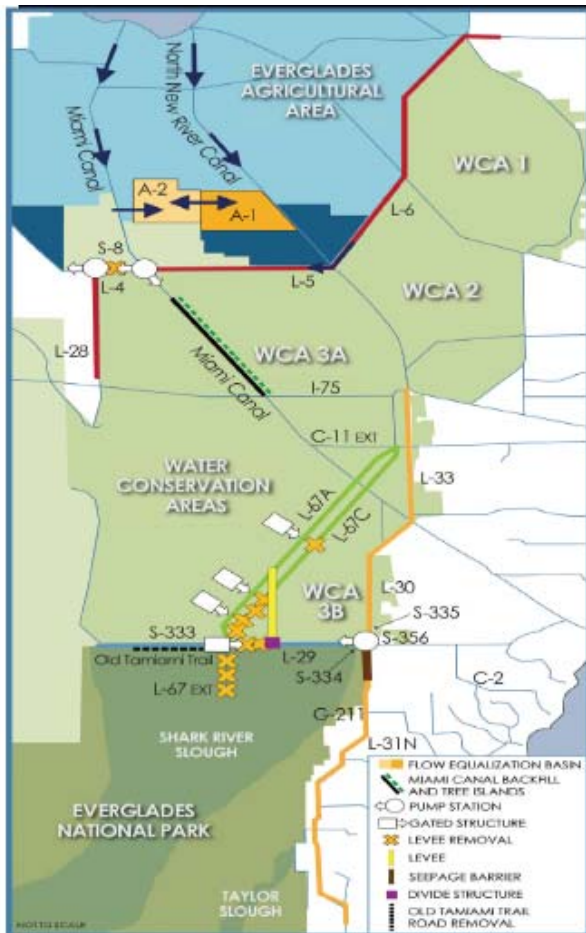 EVERGLADES
AGRICULTURAL
AREA
North New River Canal
Miami Canal
WCA 1
A-2
A-1
L-6
S-8
L-4
L-5
WCA 2
L-28
WCA 3A
Miami Canal
I-75
C-11 EXT
WATER
CONSERVATION
AREAS
L-67A
L-67C
L-33
WCA
3B
L-30
S-335
S-333
S-356
Old Tamiami Trail
L-29
S-334
L-67 EXT
C-2
C-211
SHARK RIVER
SLOUGH
L-31N
EVERGLADES
NATIONAL PARK
TAYLOR
SLOUGH
FLOW EQUALIZATION BASIN
MIAMI CANAL BACKFILL
AND TREE ISLANDS
PUMP STATION
GATED STRUCTURE
LEVEE REMOVAL
LEVEE
SEEPAGE BARRIER
DIVIDE STRUCTURE
OLD TAMIAMI TRAIL
ROAD REMOVAL
NOT TO SCALE